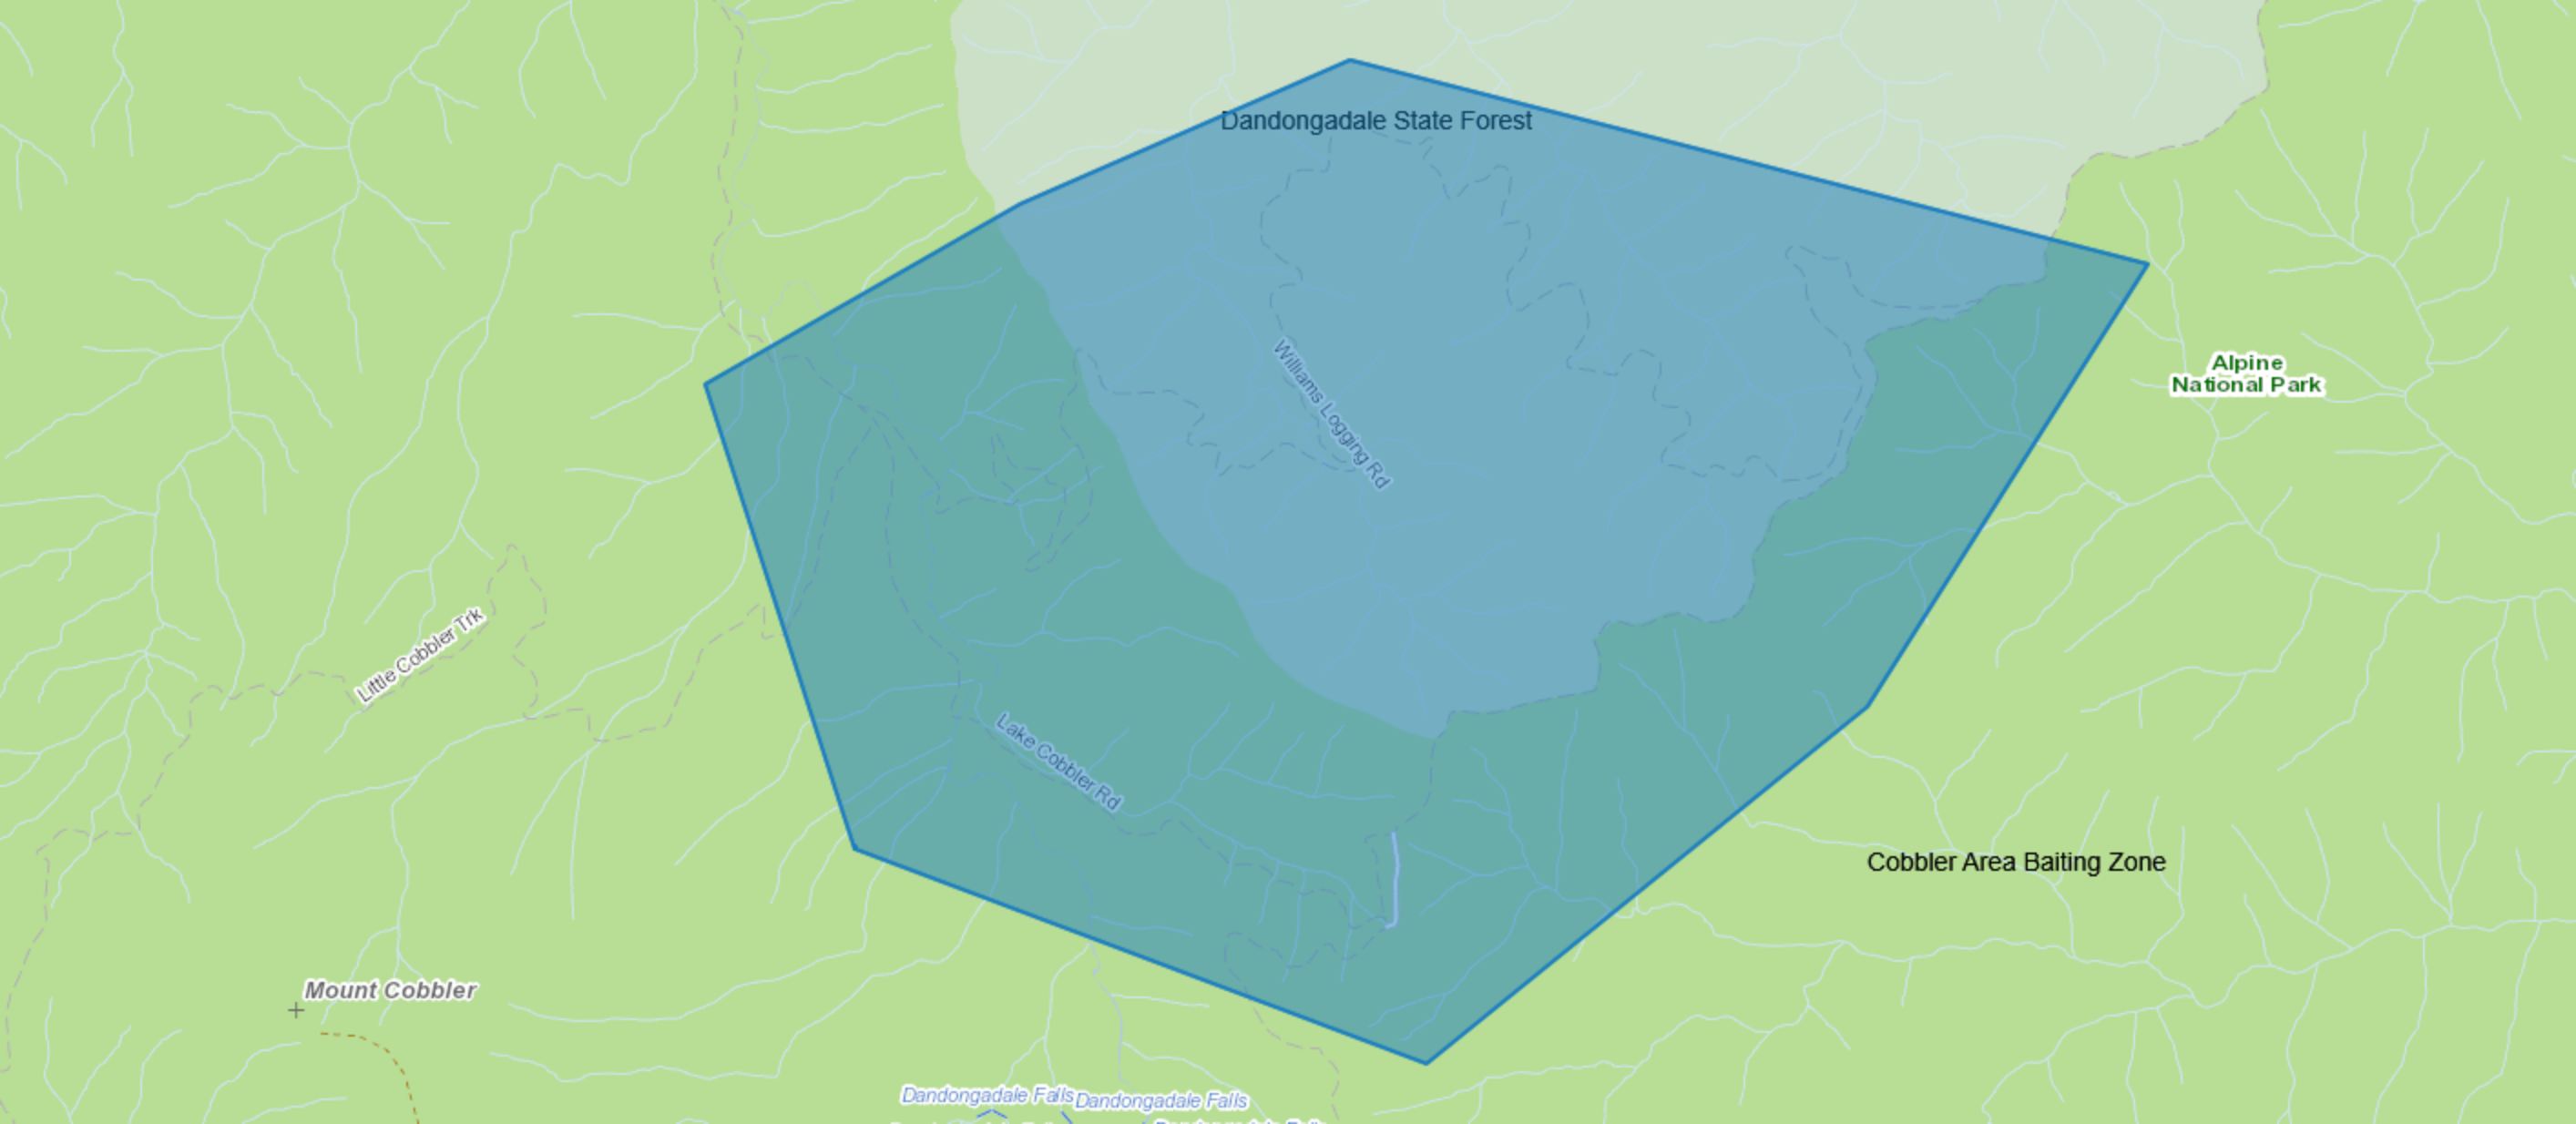 Dandongadale State Forest
Williams Logging Rd
Alpine
National Park
Little Cobbler Trk
Lake Cobbler Rd
Cobbler Area Baiting Zone
Mount Cobbler
Dandongadale Falls
Dandongadale Falls